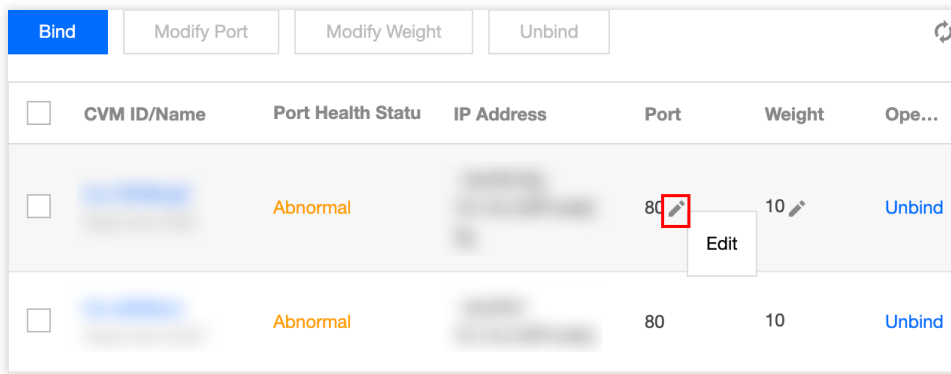 Bind Modify Port Modify Weight Unbind
CVM ID/Name Port Health Statu IP Address Port Weight Ope...
Abnormal 80 10 Unbind
Edit
Abnormal 80 10 Unbind